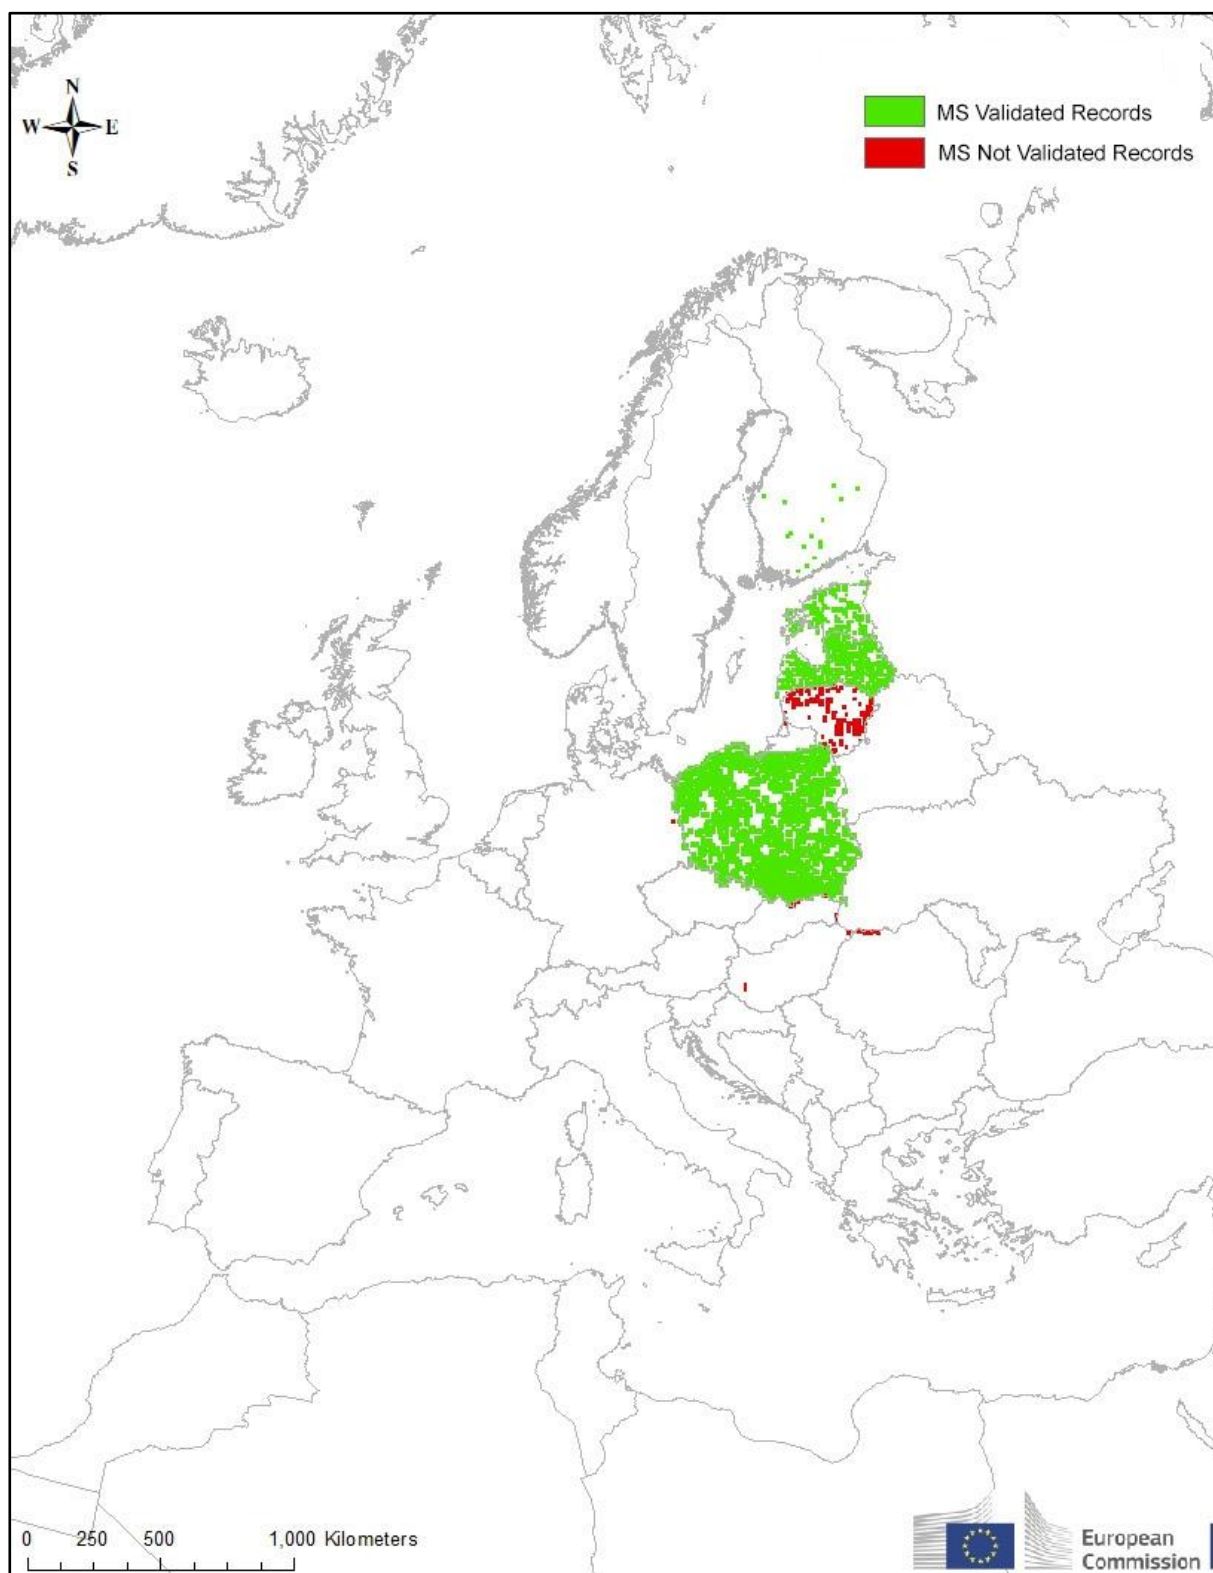 N
W E
S
MS Validated Records
MS Not Validated Records
0 250 500 1,000 Kilometers
European
Commission